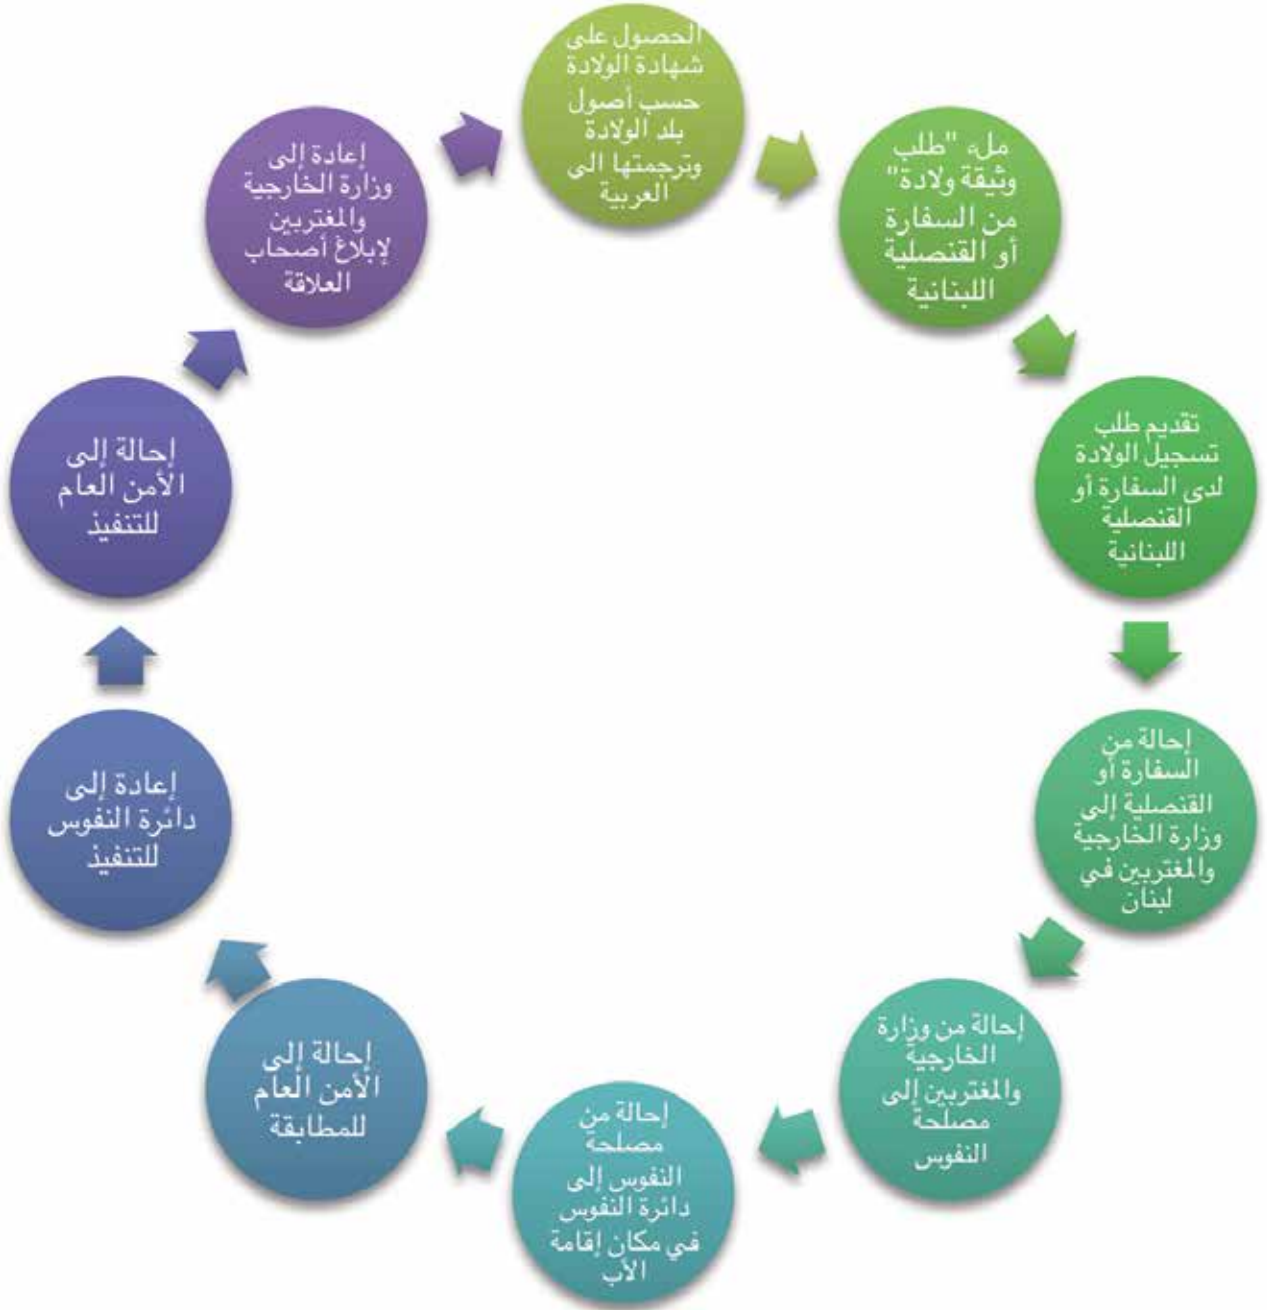 الحصول على
شهادة الولادة
حسب أصول
بلد الولادة
وترجمتها الى
العربية
ملء "طلب
وثيقة ولادة"
من السفارة
أو القنصلية
اللبنانية
تقديم طلب
تسجيل الولادة
لدى السفارة أو
القنصلية
اللبنانية
إحالة من
السفارة أو
القنصلية إلى
وزارة الخارجية
والمغتربين في
لبنان
إحالة من وزارة
الخارجية
والمغتربين إلى
مصلحة
النفوس
إحالة من
مصلحة
النفوس إلى
دائرة النفوس
في مكان إقامة
الأب
إحالة إلى
الأمن العام
للمطابقة
إعادة إلى
دائرة النفوس
للتنفيذ
إحالة إلى
الأمن العام
للتنفيذ
إعادة إلى
وزارة الخارجية
والمغتربين
لإبلاغ أصحاب
العلاقة